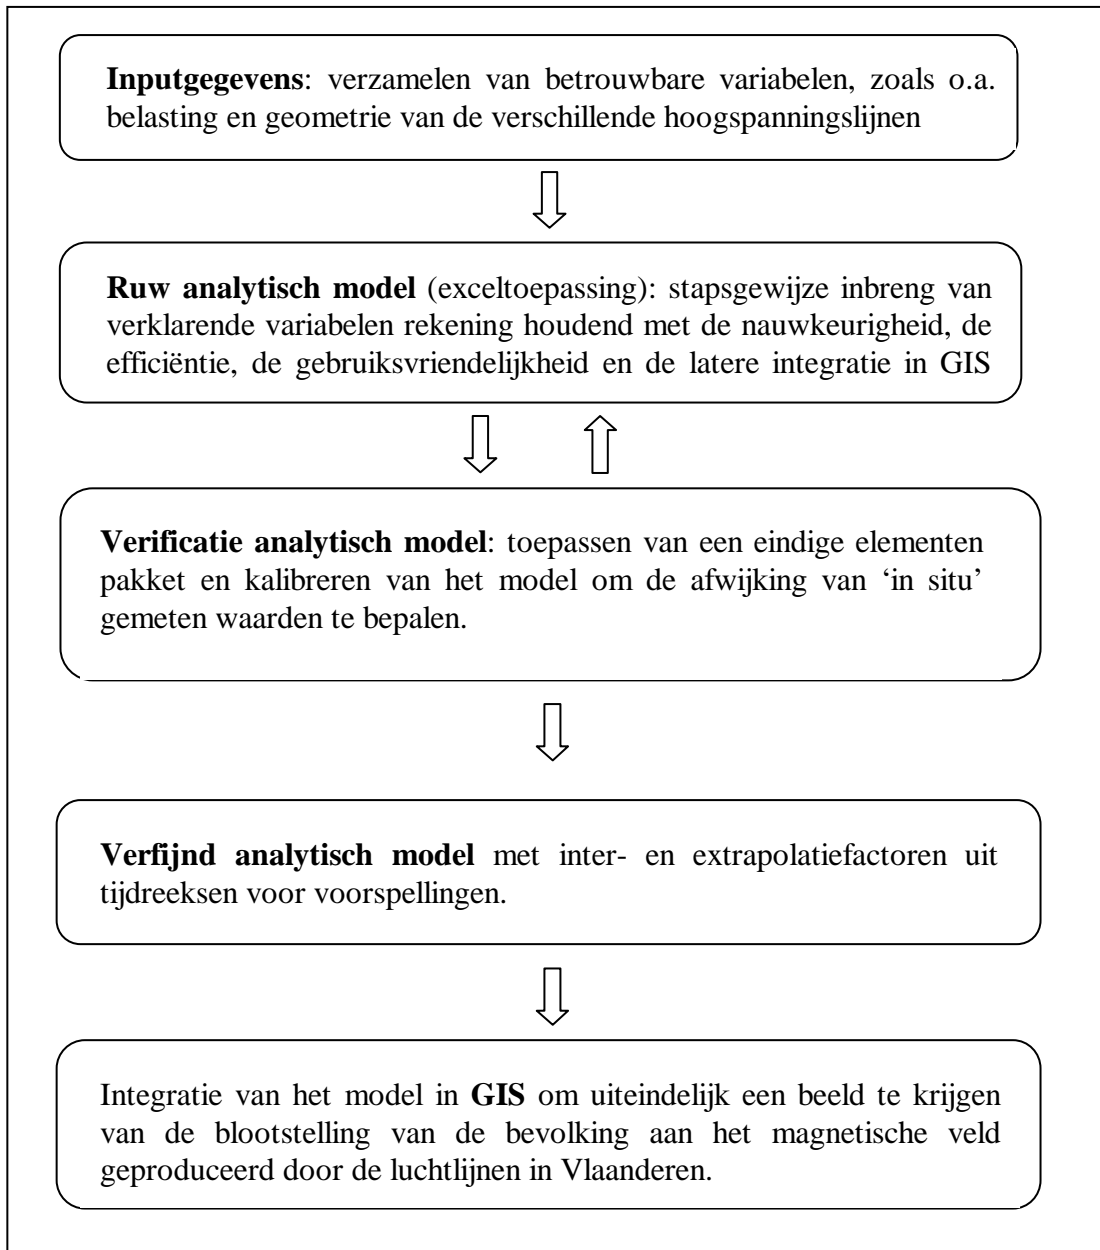 Inputgegevens: verzamelen van betrouwbare variabelen, zoals o.a.
belasting en geometrie van de verschillende hoogspanningslijnen
Ruw analytisch model (exceltoepassing): stapsgewijze inbreng van
verklarende variabelen rekening houdend met de nauwkeurigheid, de
efficiëntie, de gebruiksvriendelijkheid en de latere integratie in GIS
Verificatie analytisch model: toepassen van een eindige elementen
pakket en kalibreren van het model om de afwijking van ‘in situ’
gemeten waarden te bepalen.
Verfijnd analytisch model met inter- en extrapolatiefactoren uit
tijdreeksen voor voorspellingen.
Integratie van het model in GIS om uiteindelijk een beeld te krijgen
van de blootstelling van de bevolking aan het magnetische veld
geproduceerd door de luchtlijnen in Vlaanderen.